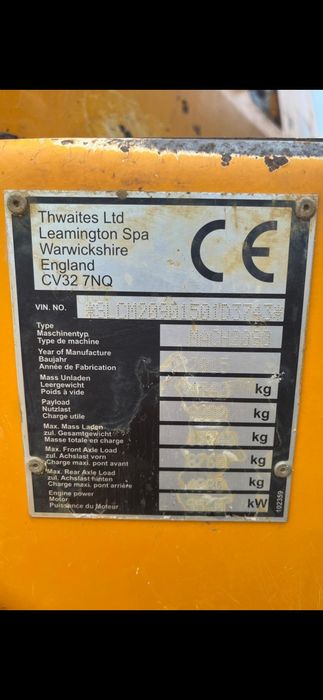 Thwaites Ltd
Leamington Spa
Warwickshire
England
CV32 7NQ
CE
VIN. NO.
Type
Maschinentyp
Type de machine
Year of Manufacture
Baujahr
Année de Fabrication
Mass Unladen
Leergewicht
Poids à vide
kg
Payload
Nutzlast
Charge utile
kg
Max. Mass Laden
zul. Gesamtgewicht
Masse totale en charge
kg
Max. Front Axle Load
zul. Achslast vorn
Charge maxi. pont avant
kg
Max. Rear Axle Load
zul. Achslast hinten
Charge maxi. pont arrière
kg
Engine power
Motor
Puissance du Moteur
kW
102359